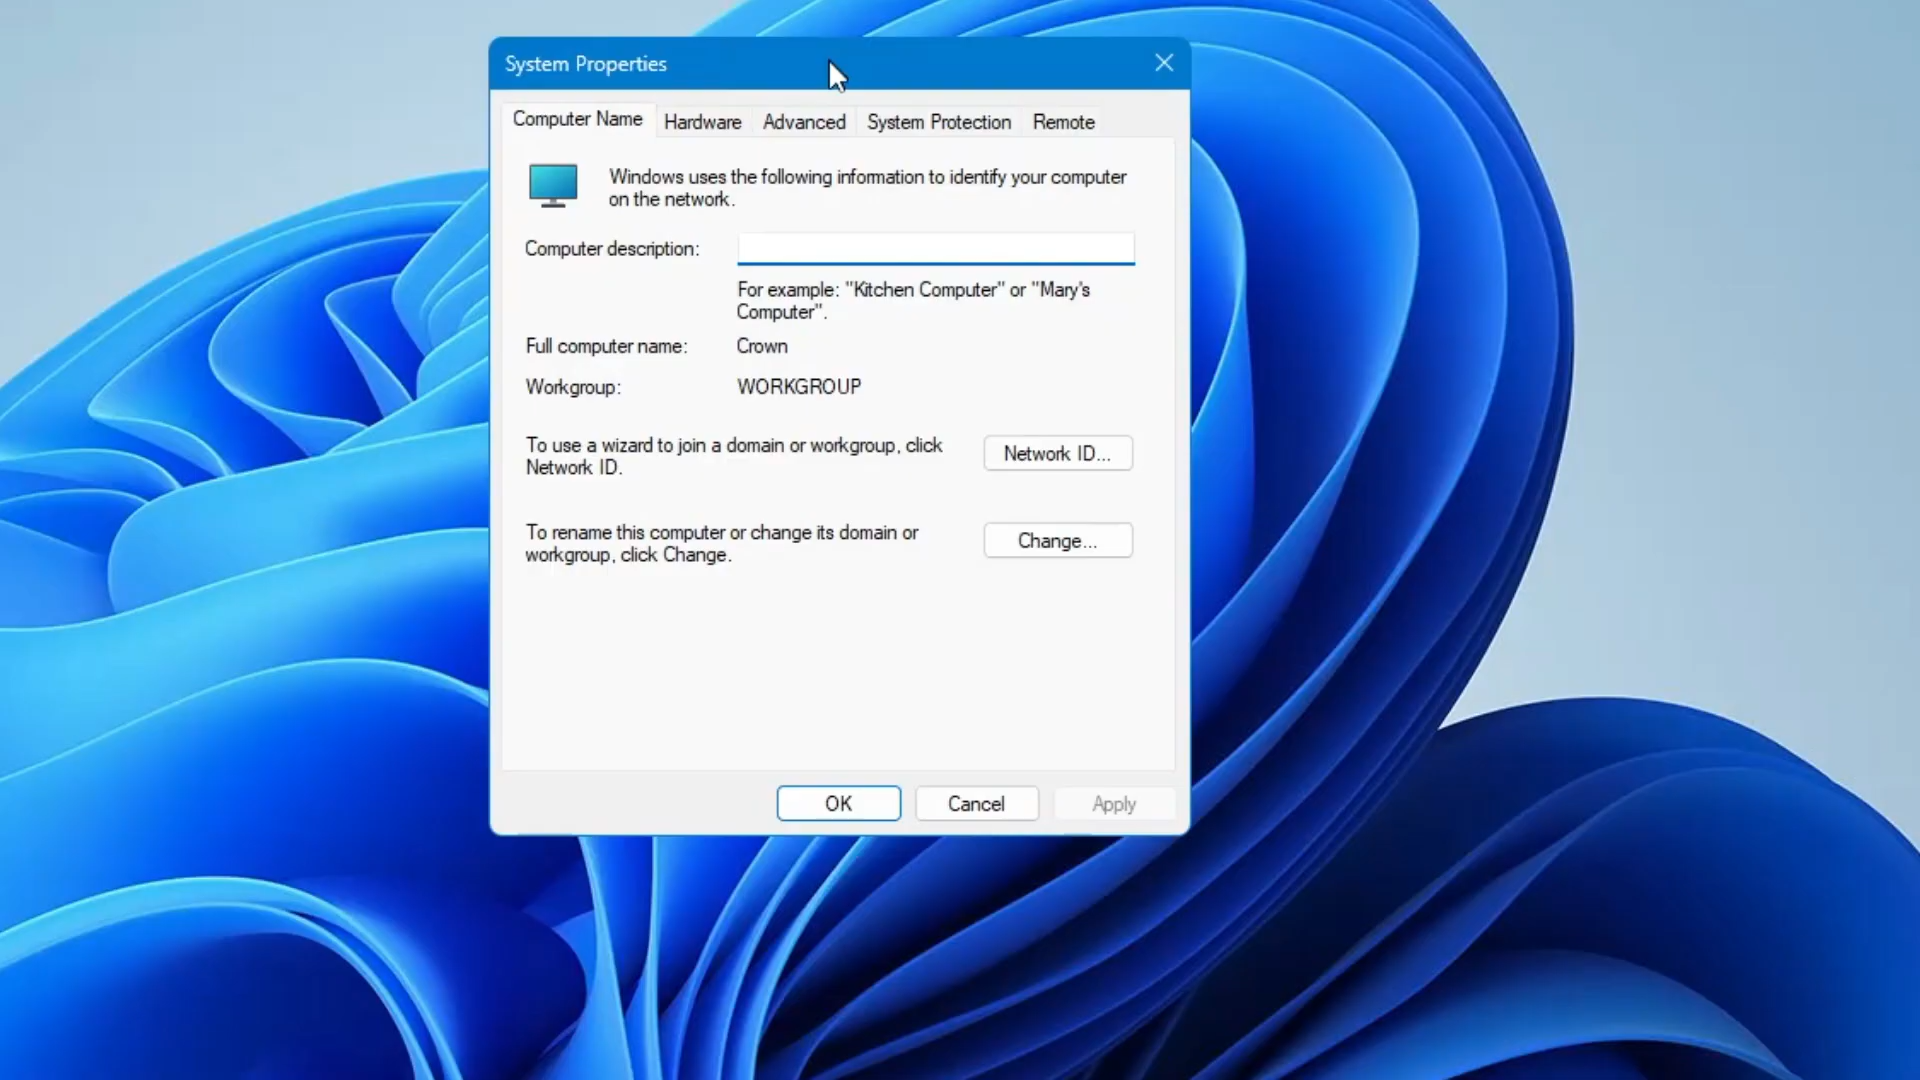 System Properties
Computer Name Hardware Advanced System Protection Remote
Windows uses the following information to identify your computer
on the network.
Computer description:
For example: "Kitchen Computer" or "Mary's
Computer".
Full computer name: Crown
Workgroup: WORKGROUP
To use a wizard to join a domain or workgroup, click
Network ID.
Network ID...
To rename this computer or change its domain or
workgroup, click Change.
Change...
OK Cancel Apply